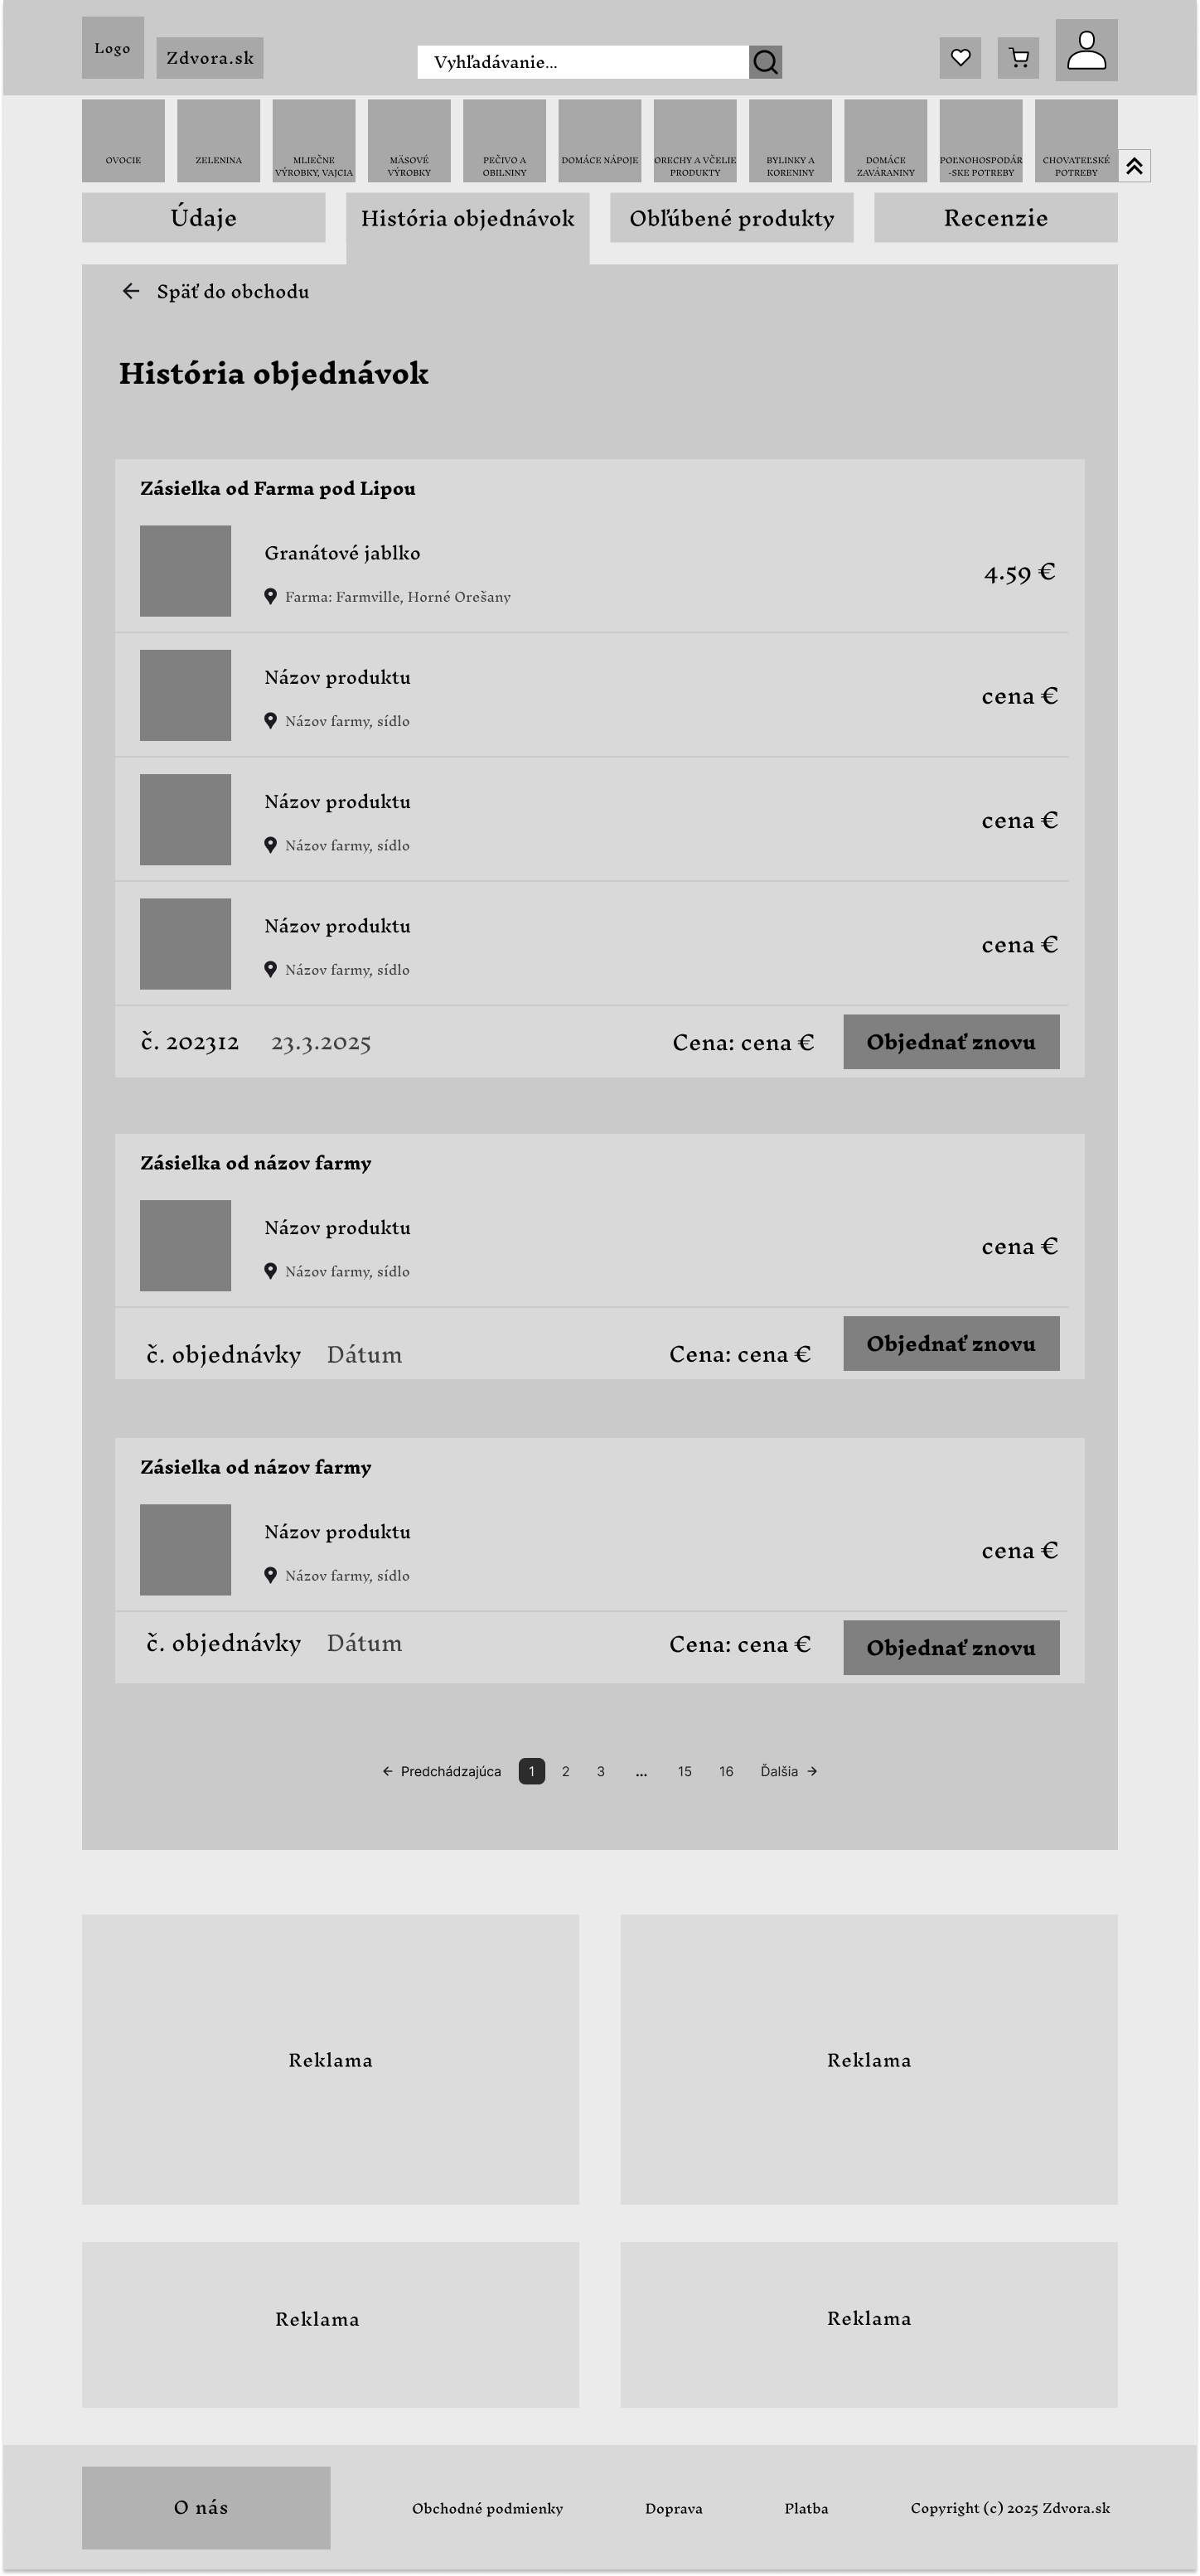 Logo
Zdvora.sk
Vyhľadávanie...
OVOCIE
ZELENINA
MLIEČNE
VÝROBKY, VAJCIA
MÄSOVÉ
VÝROBKY
PEČIVO A
OBILNINY
DOMÁCE NÁPOJE
ORECHY A VČELIE
PRODUKTY
BYLINKY A
KORENINY
DOMÁCE
ZAVÁRANINY
POĽNOHOSPODÁR
-SKE POTREBY
CHOVATEĽSKÉ
POTREBY
Údaje
História objednávok
Obľúbené produkty
Recenzie
Späť do obchodu
História objednávok
Zásielka od Farma pod Lipou
Granátové jablko
Farma: Farmville, Horné Orešany
4.59 €
Názov produktu
Názov farmy, sídlo
cena €
Názov produktu
Názov farmy, sídlo
cena €
Názov produktu
Názov farmy, sídlo
cena €
č. 202312 23.3.2025 Cena: cena € Objednať znovu
Zásielka od názov farmy
Názov produktu
Názov farmy, sídlo
cena €
č. objednávky Dátum Cena: cena € Objednať znovu
Zásielka od názov farmy
Názov produktu
Názov farmy, sídlo
cena €
č. objednávky Dátum Cena: cena € Objednať znovu
Predchádzajúca 1 2 3 ... 15 16 Ďalšia
Reklama
Reklama
Reklama
Reklama
O nás
Obchodné podmienky
Doprava
Platba
Copyright (c) 2025 Zdvora.sk